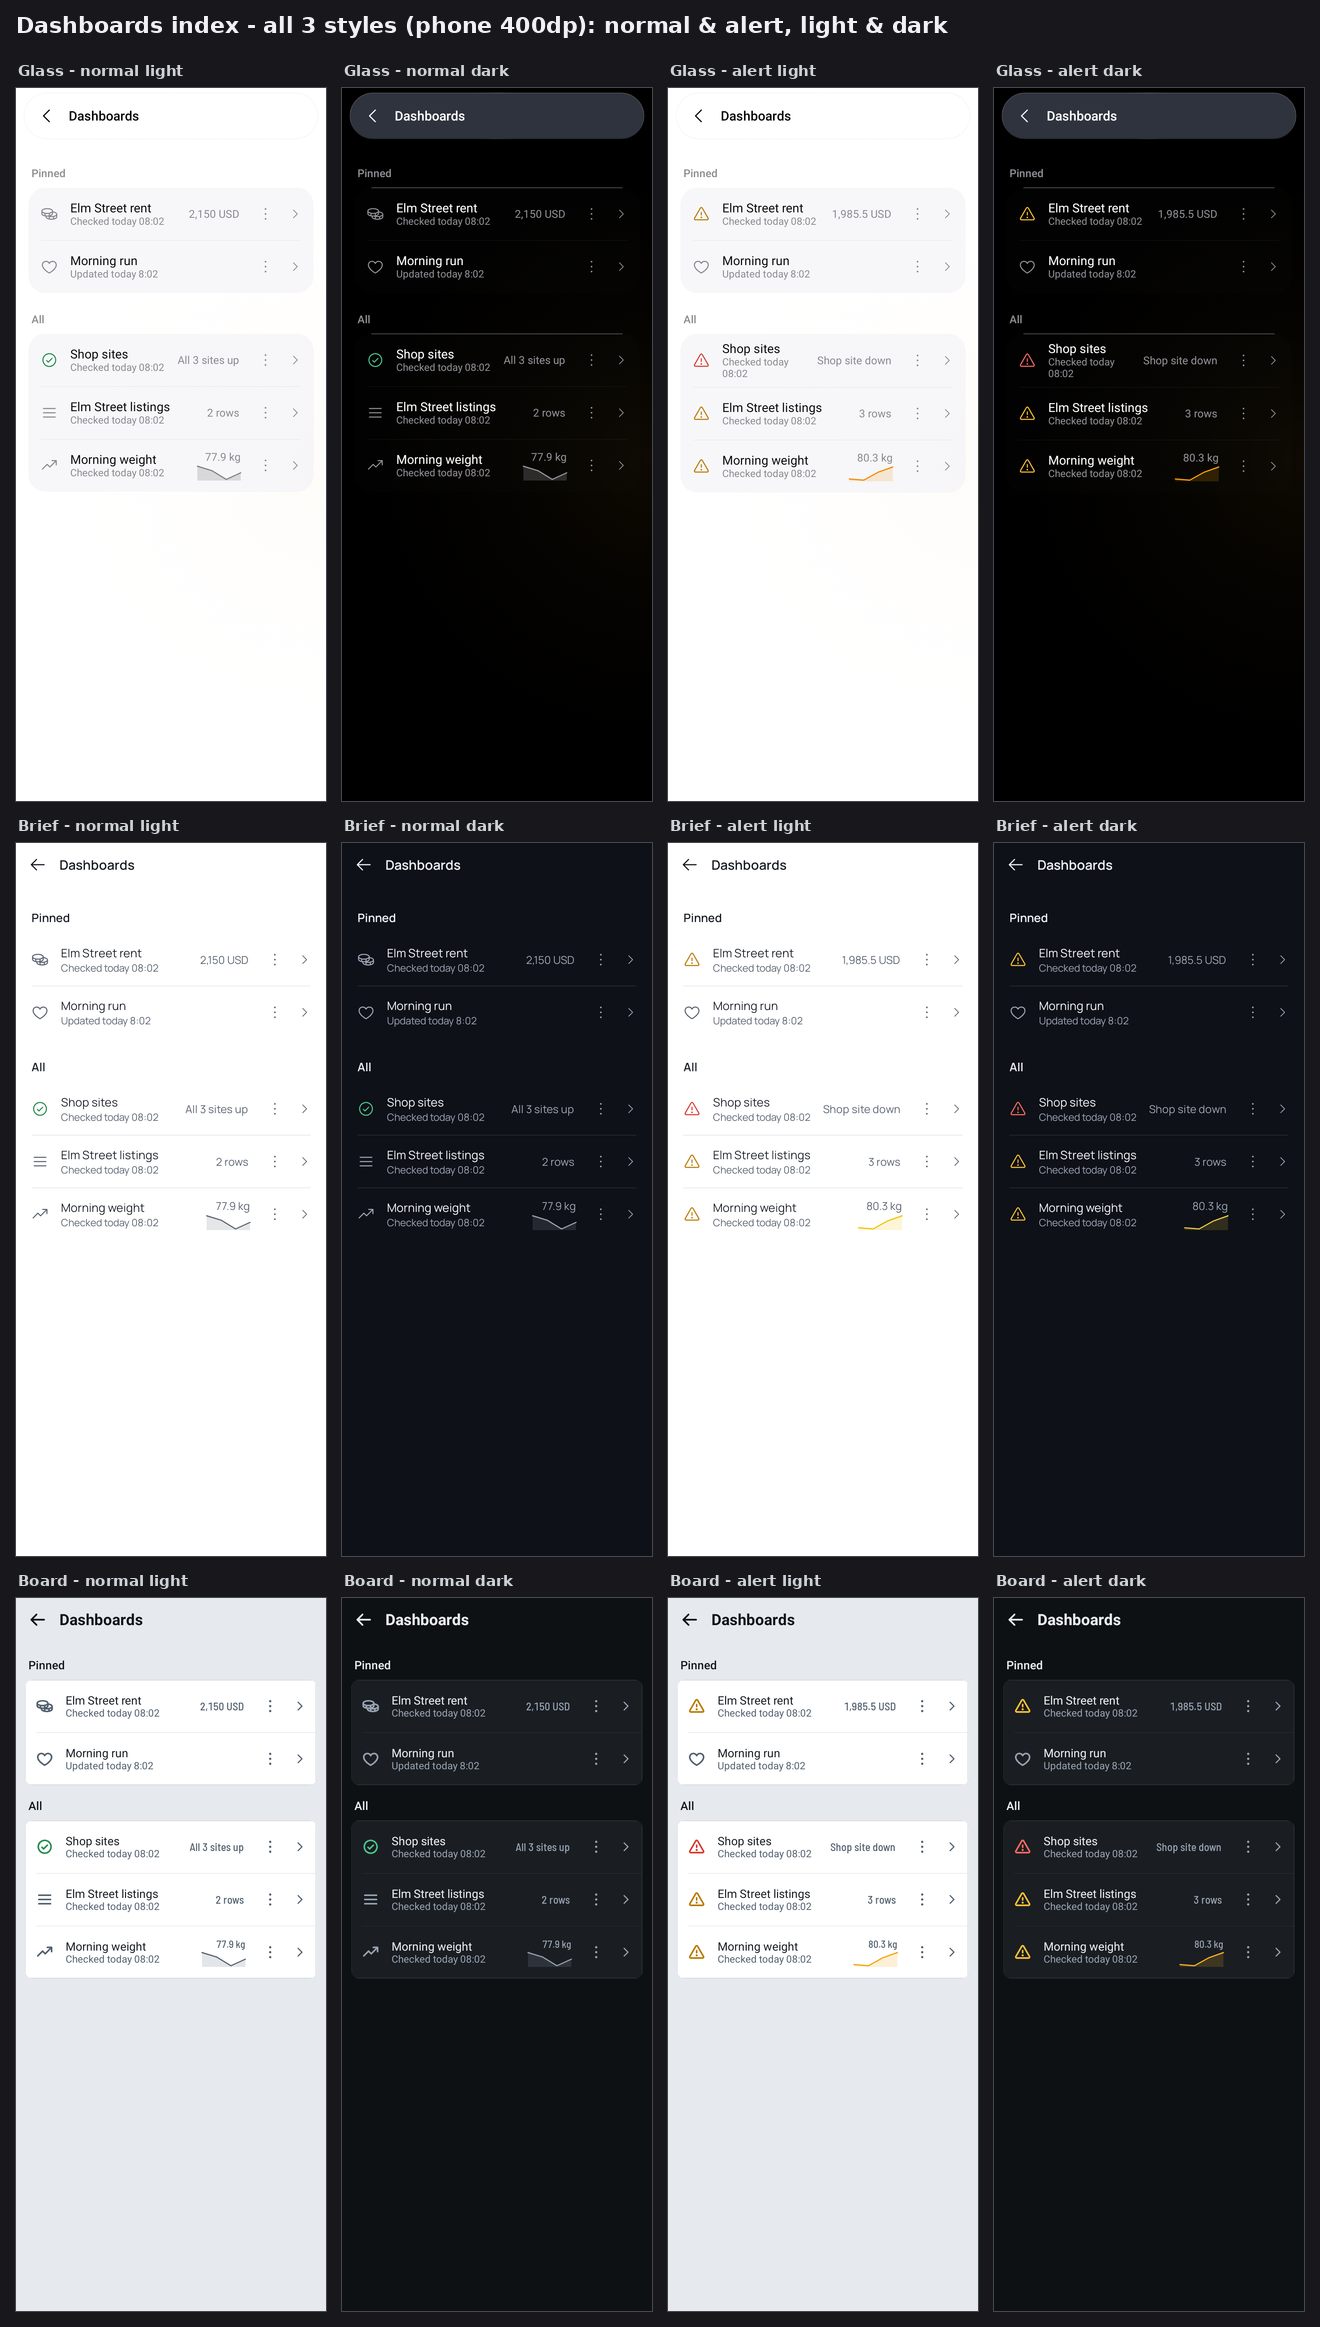 Dashboards index - all 3 styles (phone 400dp): normal & alert, light & dark
Glass - normal light
Dashboards
Pinned
Elm Street rent
Checked today 08:02
2,150 USD
Morning run
Updated today 8:02
All
Shop sites
Checked today 08:02
All 3 sites up
Elm Street listings
Checked today 08:02
2 rows
Morning weight
Checked today 08:02
77.9 kg
Glass - normal dark
Dashboards
Pinned
Elm Street rent
Checked today 08:02
2,150 USD
Morning run
Updated today 8:02
All
Shop sites
Checked today 08:02
All 3 sites up
Elm Street listings
Checked today 08:02
2 rows
Morning weight
Checked today 08:02
77.9 kg
Glass - alert light
Dashboards
Pinned
Elm Street rent
Checked today 08:02
1,985.5 USD
Morning run
Updated today 8:02
All
Shop sites
Checked today
08:02
Shop site down
Elm Street listings
Checked today 08:02
3 rows
Morning weight
Checked today 08:02
80.3 kg
Glass - alert dark
Dashboards
Pinned
Elm Street rent
Checked today 08:02
1,985.5 USD
Morning run
Updated today 8:02
All
Shop sites
Checked today
08:02
Shop site down
Elm Street listings
Checked today 08:02
3 rows
Morning weight
Checked today 08:02
80.3 kg
Brief - normal light
Dashboards
Pinned
Elm Street rent
Checked today 08:02
2,150 USD
Morning run
Updated today 8:02
All
Shop sites
Checked today 08:02
All 3 sites up
Elm Street listings
Checked today 08:02
2 rows
Morning weight
Checked today 08:02
77.9 kg
Brief - normal dark
Dashboards
Pinned
Elm Street rent
Checked today 08:02
2,150 USD
Morning run
Updated today 8:02
All
Shop sites
Checked today 08:02
All 3 sites up
Elm Street listings
Checked today 08:02
2 rows
Morning weight
Checked today 08:02
77.9 kg
Brief - alert light
Dashboards
Pinned
Elm Street rent
Checked today 08:02
1,985.5 USD
Morning run
Updated today 8:02
All
Shop sites
Checked today 08:02
Shop site down
Elm Street listings
Checked today 08:02
3 rows
Morning weight
Checked today 08:02
80.3 kg
Brief - alert dark
Dashboards
Pinned
Elm Street rent
Checked today 08:02
1,985.5 USD
Morning run
Updated today 8:02
All
Shop sites
Checked today 08:02
Shop site down
Elm Street listings
Checked today 08:02
3 rows
Morning weight
Checked today 08:02
80.3 kg
Board - normal light
Dashboards
Pinned
Elm Street rent
Checked today 08:02
2,150 USD
Morning run
Updated today 8:02
All
Shop sites
Checked today 08:02
All 3 sites up
Elm Street listings
Checked today 08:02
2 rows
Morning weight
Checked today 08:02
77.9 kg
Board - normal dark
Dashboards
Pinned
Elm Street rent
Checked today 08:02
2,150 USD
Morning run
Updated today 8:02
All
Shop sites
Checked today 08:02
All 3 sites up
Elm Street listings
Checked today 08:02
2 rows
Morning weight
Checked today 08:02
77.9 kg
Board - alert light
Dashboards
Pinned
Elm Street rent
Checked today 08:02
1,985.5 USD
Morning run
Updated today 8:02
All
Shop sites
Checked today 08:02
Shop site down
Elm Street listings
Checked today 08:02
3 rows
Morning weight
Checked today 08:02
80.3 kg
Board - alert dark
Dashboards
Pinned
Elm Street rent
Checked today 08:02
1,985.5 USD
Morning run
Updated today 8:02
All
Shop sites
Checked today 08:02
Shop site down
Elm Street listings
Checked today 08:02
3 rows
Morning weight
Checked today 08:02
80.3 kg